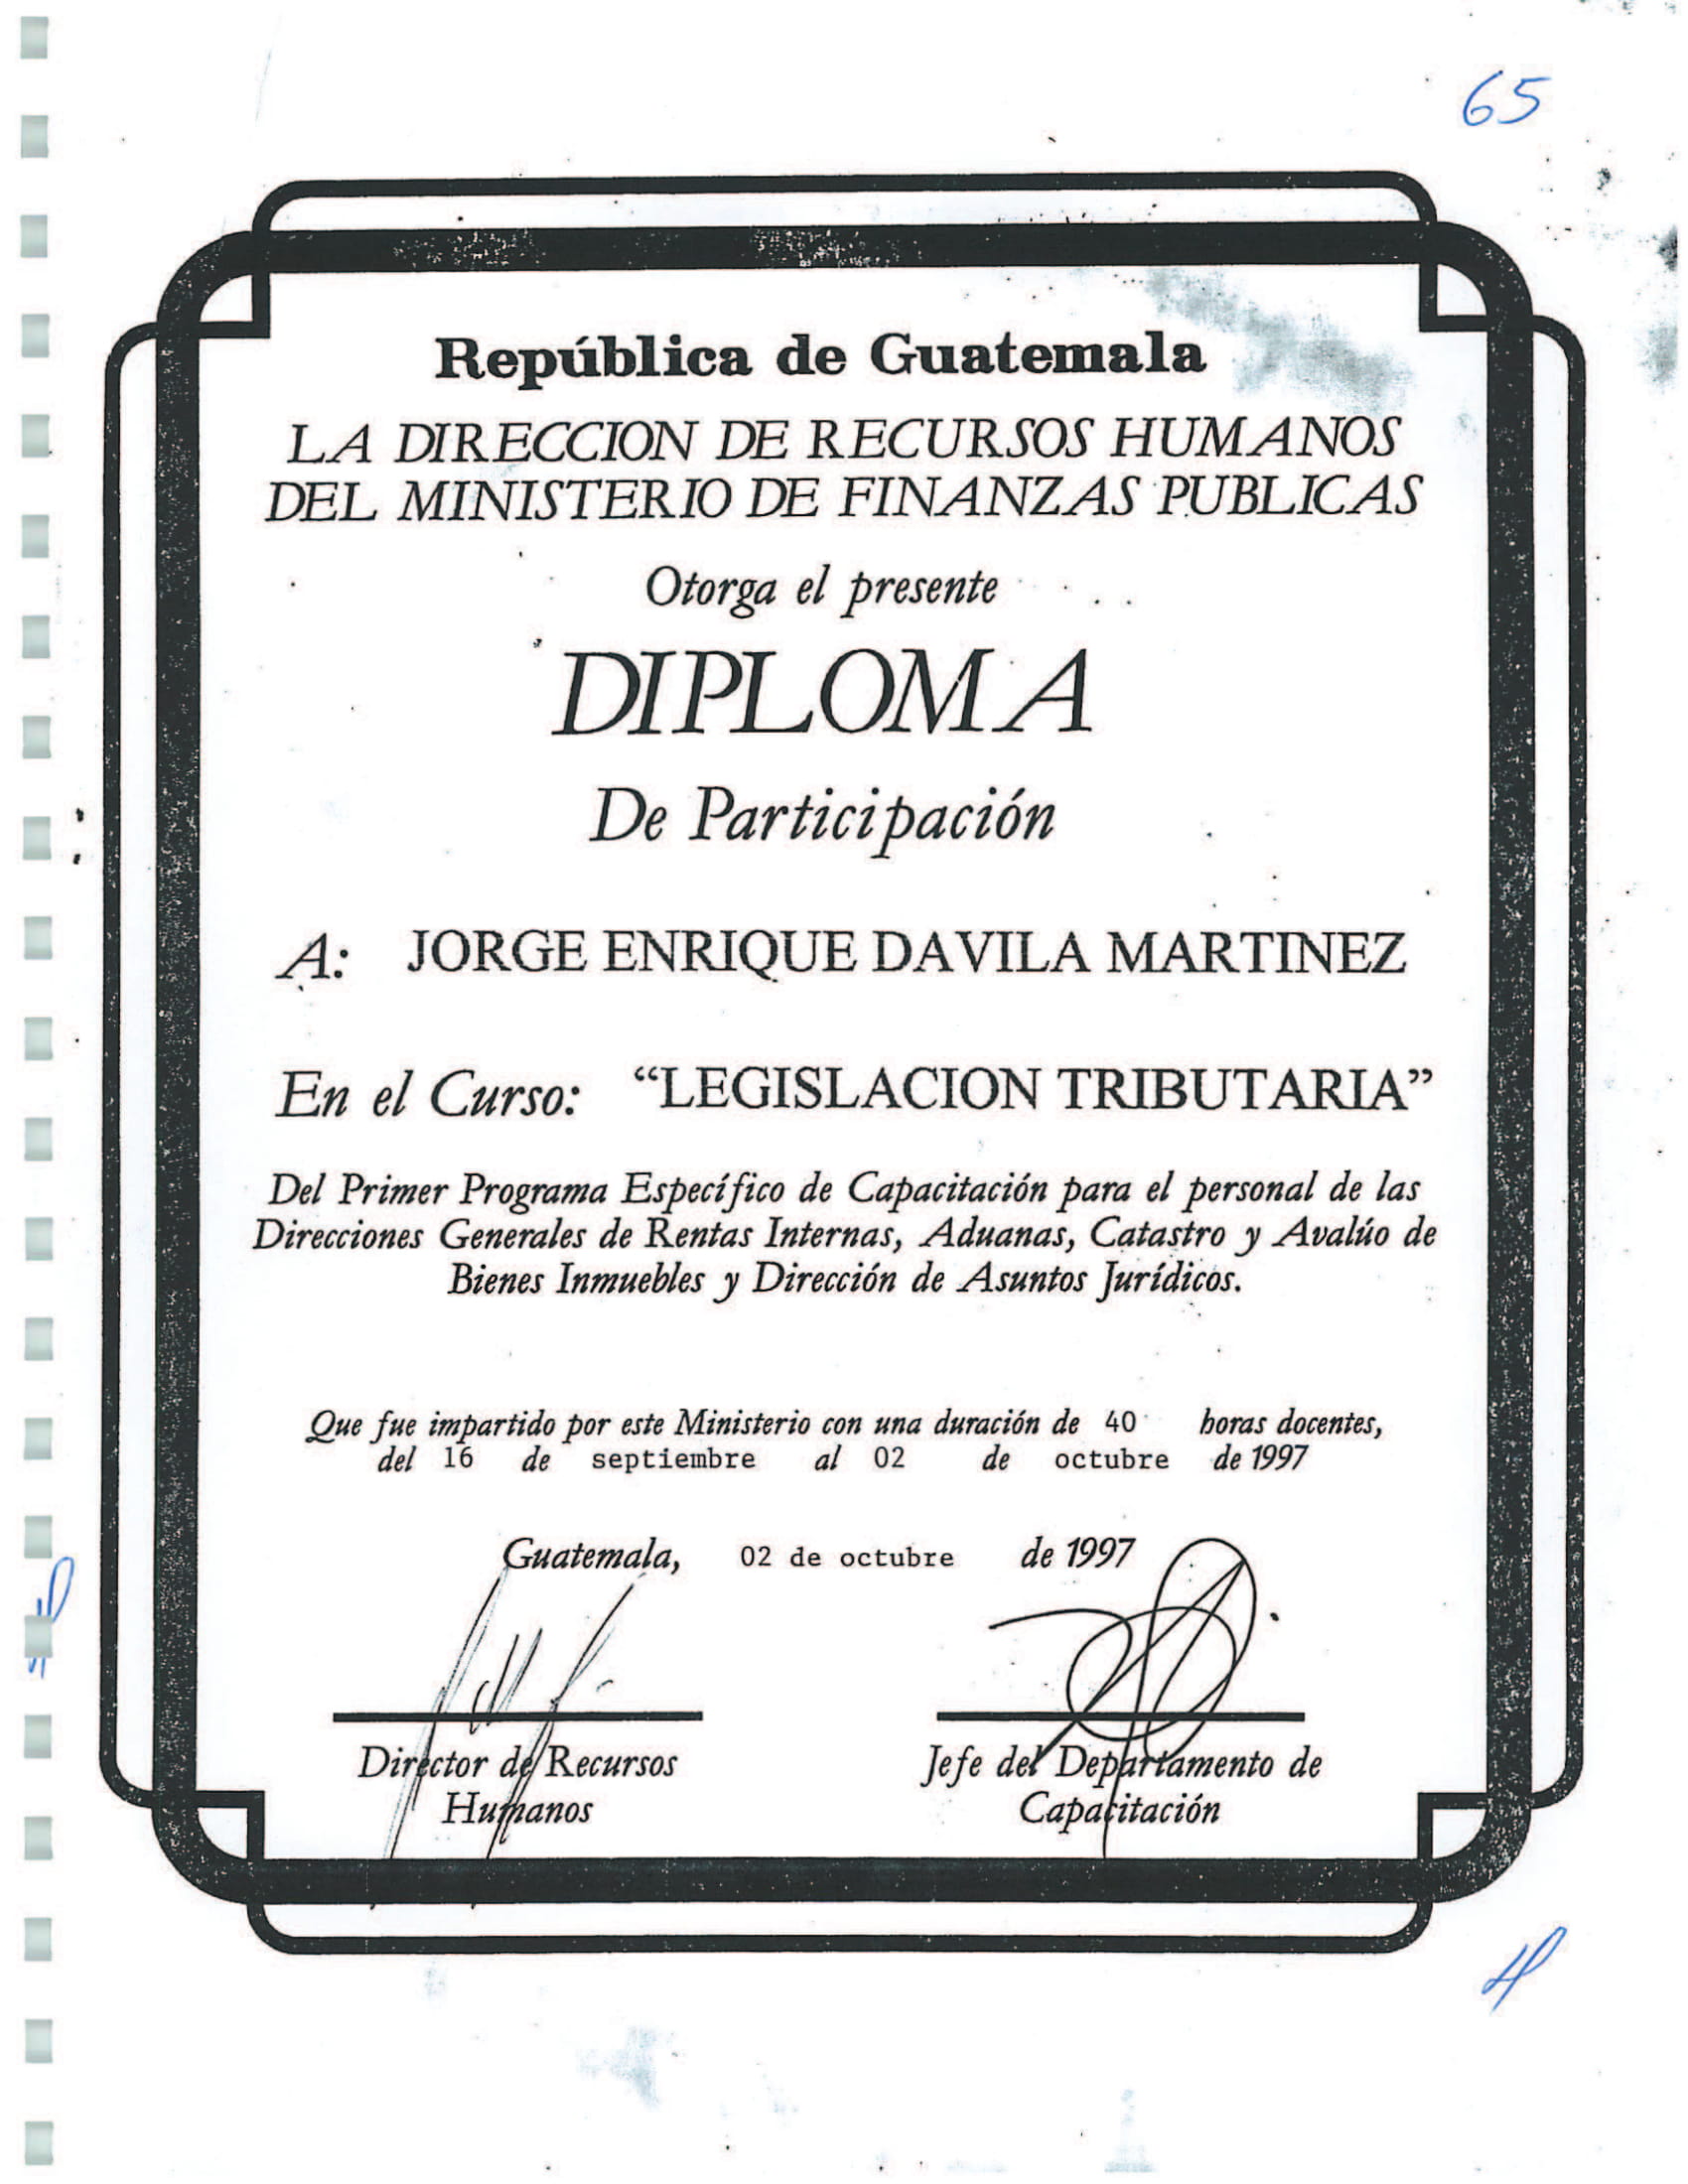 65
República de Guatemala
LA DIRECCION DE RECURSOS HUMANOS
DEL MINISTERIO DE FINANZAS PUBLICAS
Otorga el presente
DIPLOMA
De Participación
A: JORGE ENRIQUE DAVILA MARTINEZ
En el Curso: “LEGISLACION TRIBUTARIA”
Del Primer Programa Específico de Capacitación para el personal de las
Direcciones Generales de Rentas Internas, Aduanas, Catastro y Avalúo de
Bienes Inmuebles y Dirección de Asuntos Jurídicos.
Que fue impartido por este Ministerio con una duración de 40 horas docentes,
del 16 de septiembre al 02 de octubre de 1997
Guatemala, 02 de octubre de 1997
Director de Recursos
Humanos
Jefe del Departamento de
Capacitación